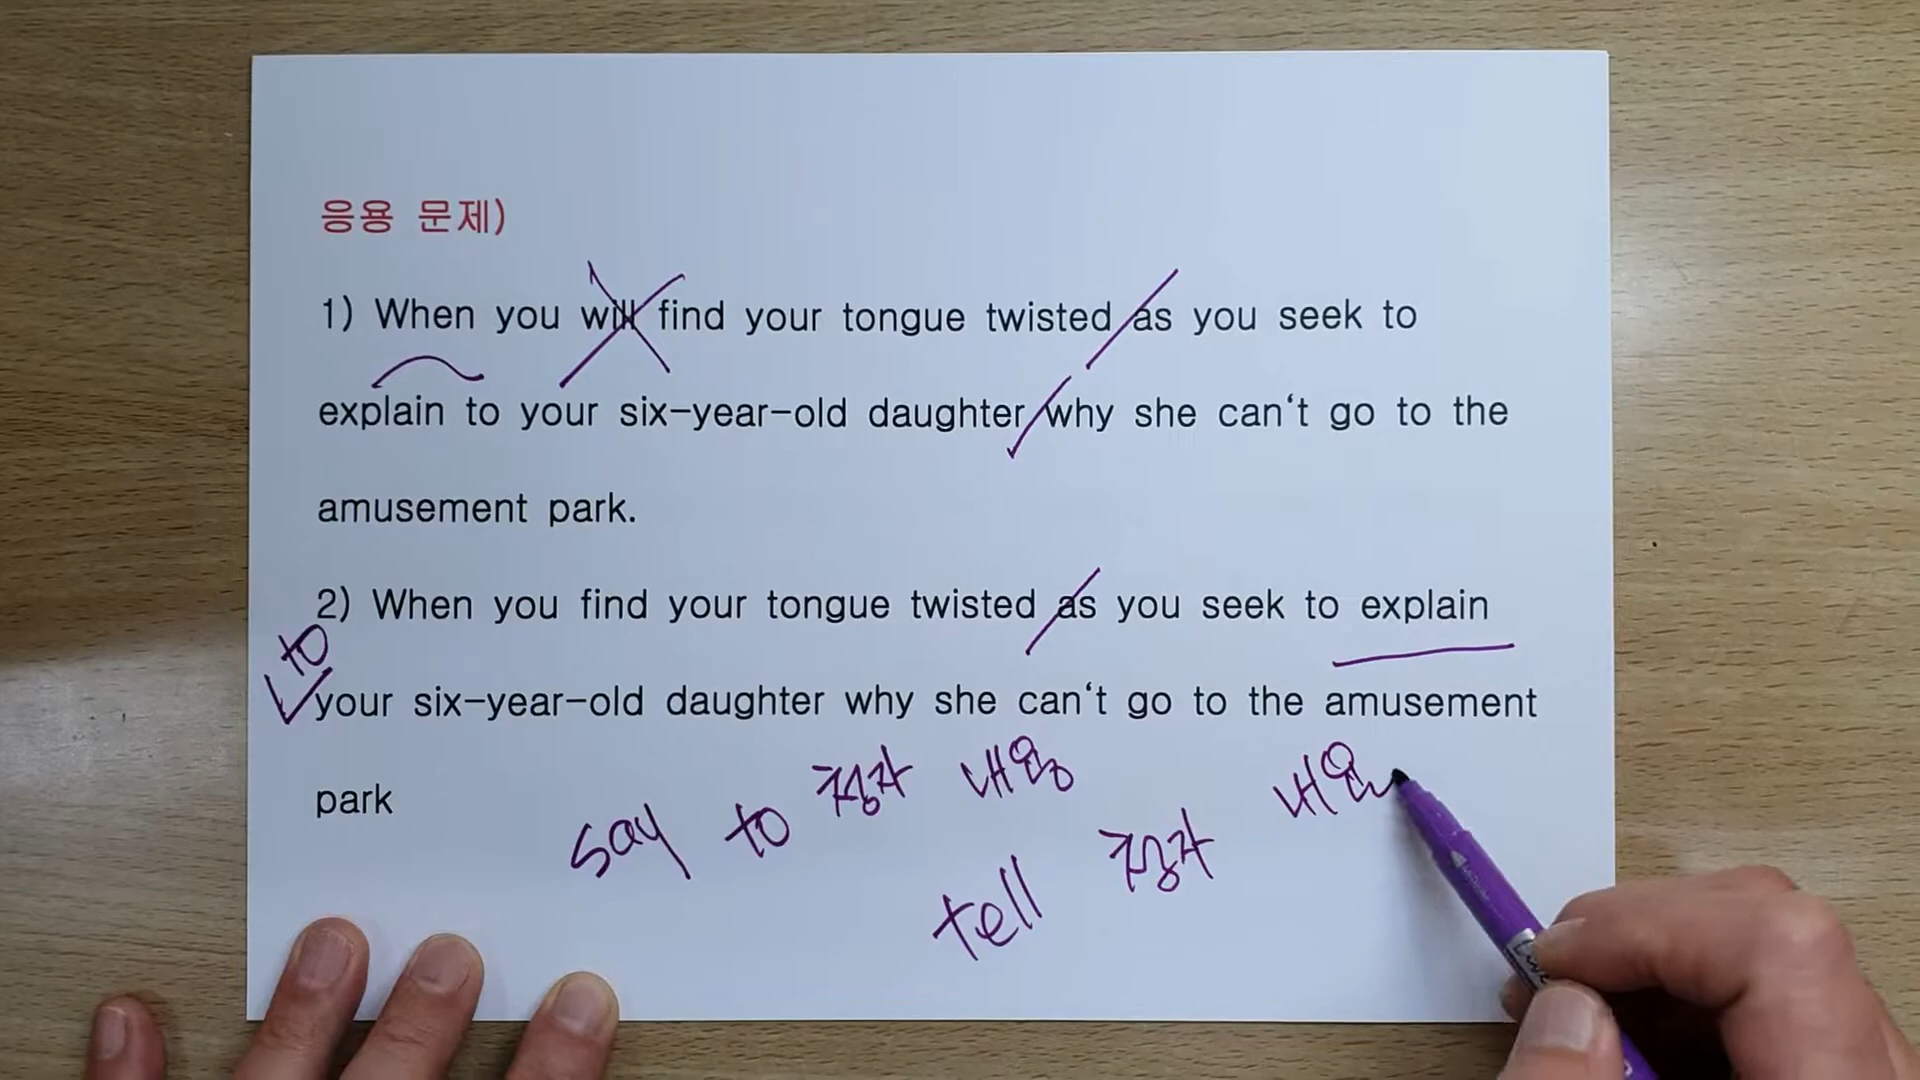 응용 문제)
1) When you will find your tongue twisted as you seek to
explain to your six-year-old daughter why she can't go to the
amusement park.
2) When you find your tongue twisted as you seek to explain
to
your six-year-old daughter why she can't go to the amusement
park
say to 청자 내용
tell 청자 내요